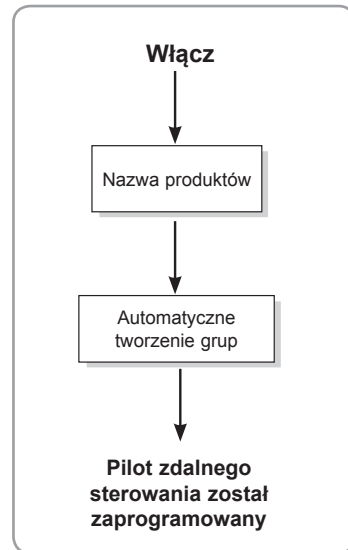 Włącz
Nazwa produktów
Automatyczne
tworzenie grup
Pilot zdalnego
sterowania został
zaprogramowany